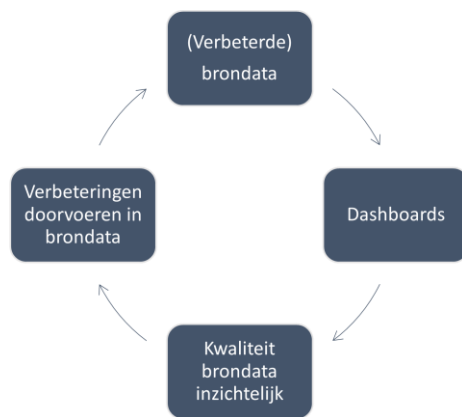 (Verbeterde)
brondata
Dashboards
Kwaliteit
brondata
inzichtelijk
Verbeteringen
doorvoeren in
brondata